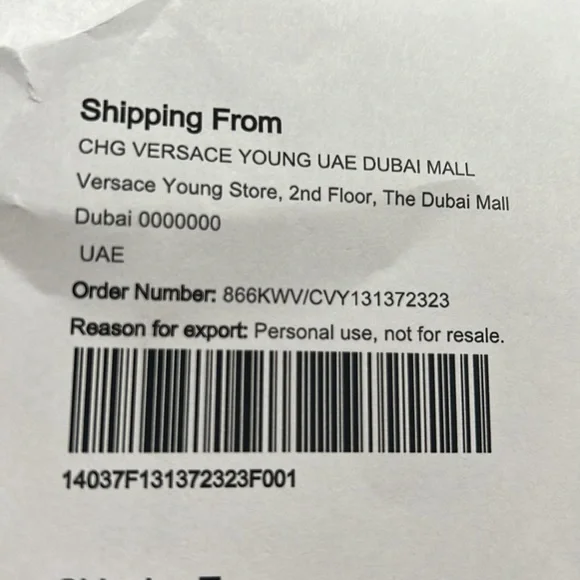 Shipping From
CHG VERSACE YOUNG UAE DUBAI MALL
Versace Young Store, 2nd Floor, The Dubai Mall
Dubai 0000000
UAE
Order Number: 866KWV/CVY131372323
Reason for export: Personal use, not for resale.
14037F131372323F001